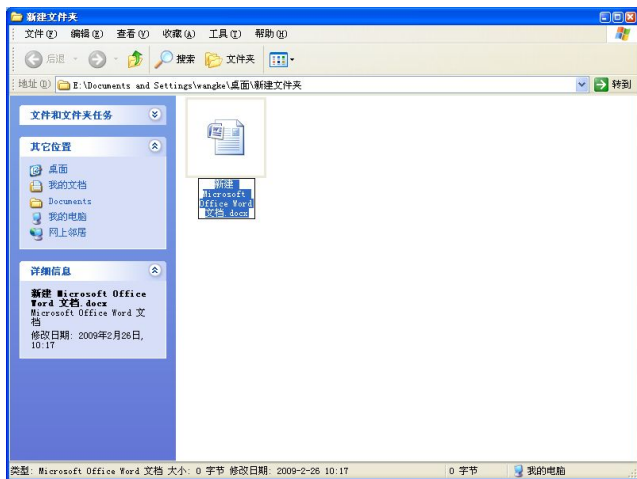 新建文件夹
文件(F) 编辑(E) 查看(V) 收藏(A) 工具(T) 帮助(H)
后退 搜索 文件夹
地址(D) E:\Documents and Settings\wangke\桌面\新建文件夹 转到
文件和文件夹任务
其它位置
桌面
我的文档
Documents
我的电脑
网上邻居
详细信息
新建 Microsoft Office
Word 文档.docx
Microsoft Office Word 文
档
修改日期: 2009年2月26日,
10:17
新建
Microsoft
Office Word
文档.docx
类型: Microsoft Office Word 文档 大小: 0 字节 修改日期: 2009-2-26 10:17 0 字节 我的电脑